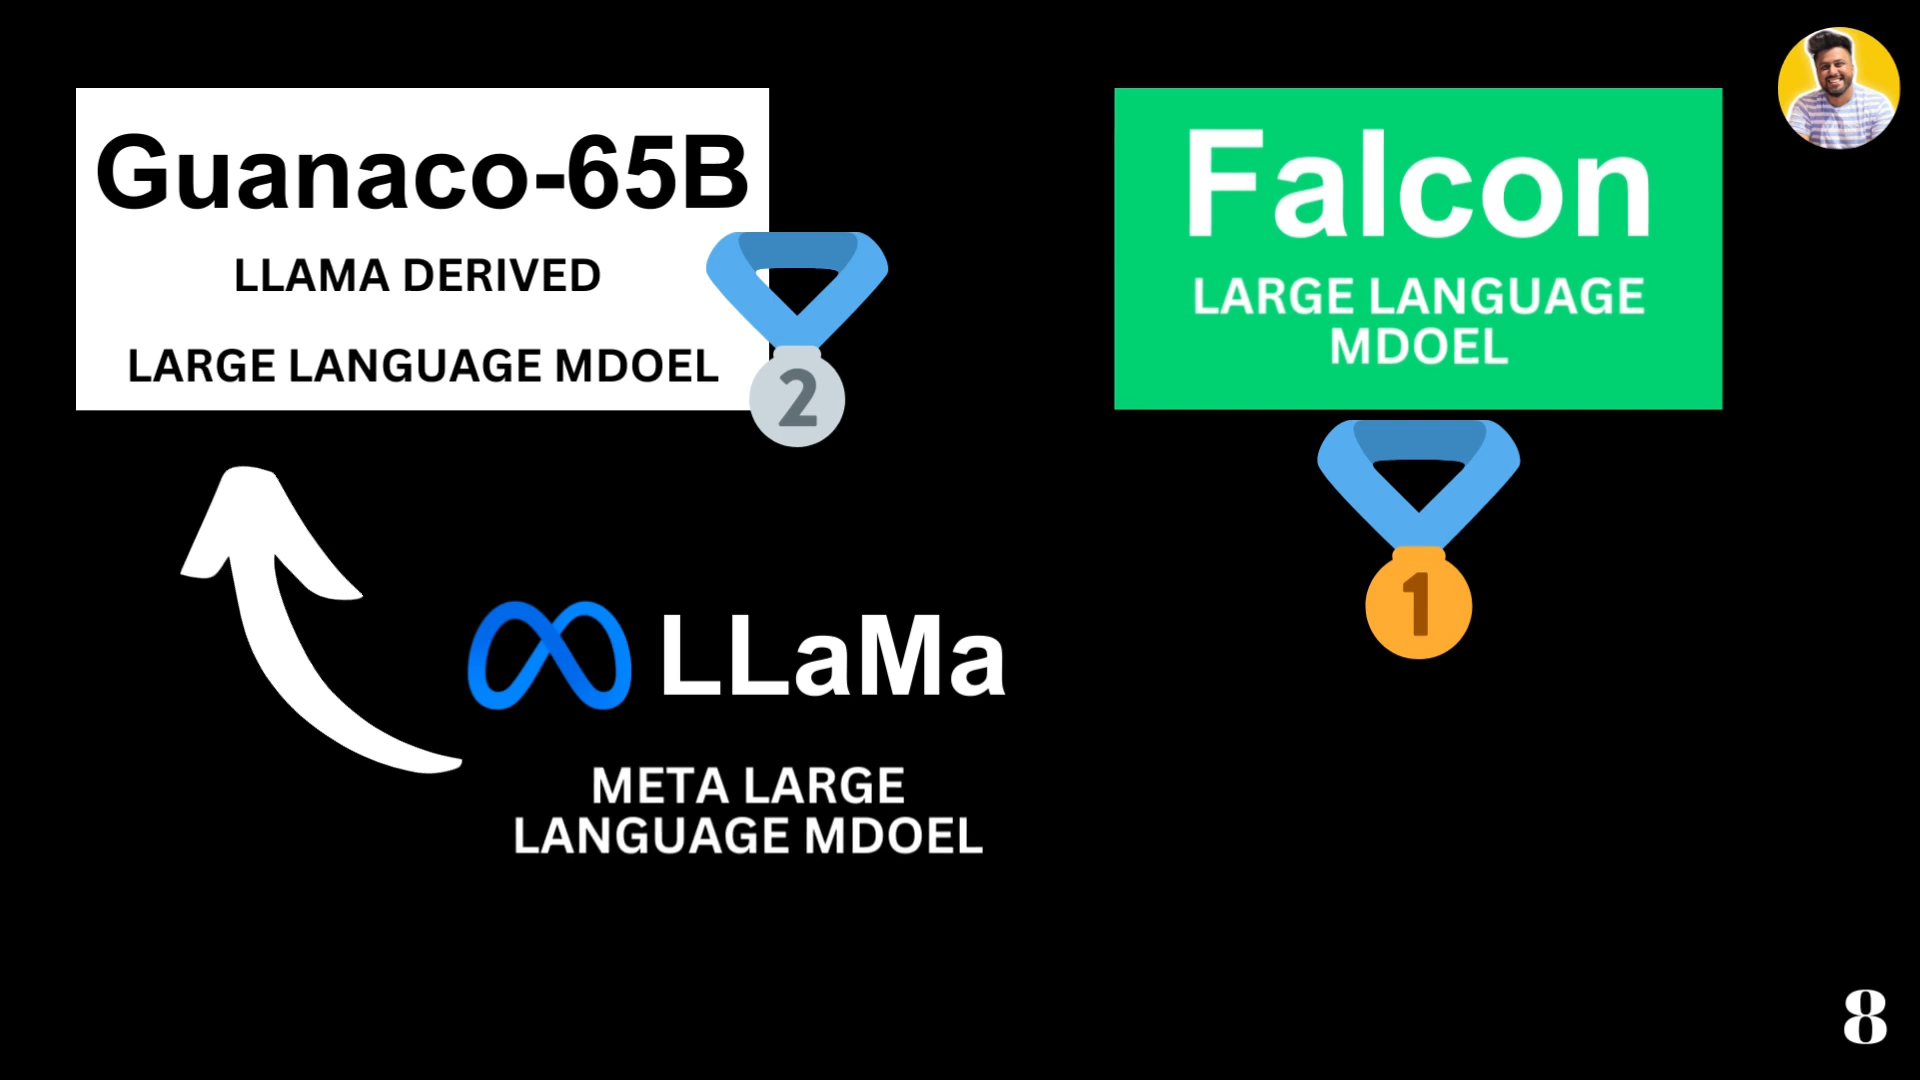 Guanaco-65B
LLAMA DERIVED
LARGE LANGUAGE MDOEL
2
Falcon
LARGE LANGUAGE
MDOEL
1
LLaMa
META LARGE
LANGUAGE MDOEL
8